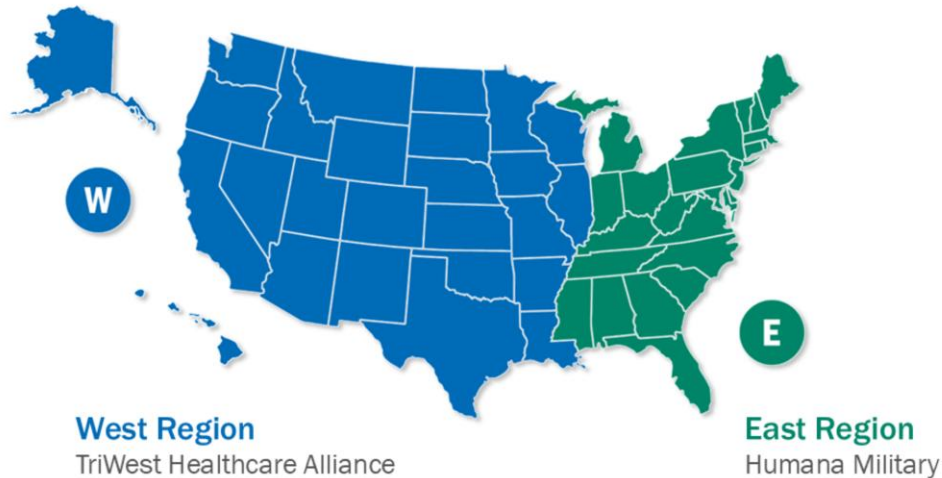 W
E
West Region
TriWest Healthcare Alliance
East Region
Humana Military